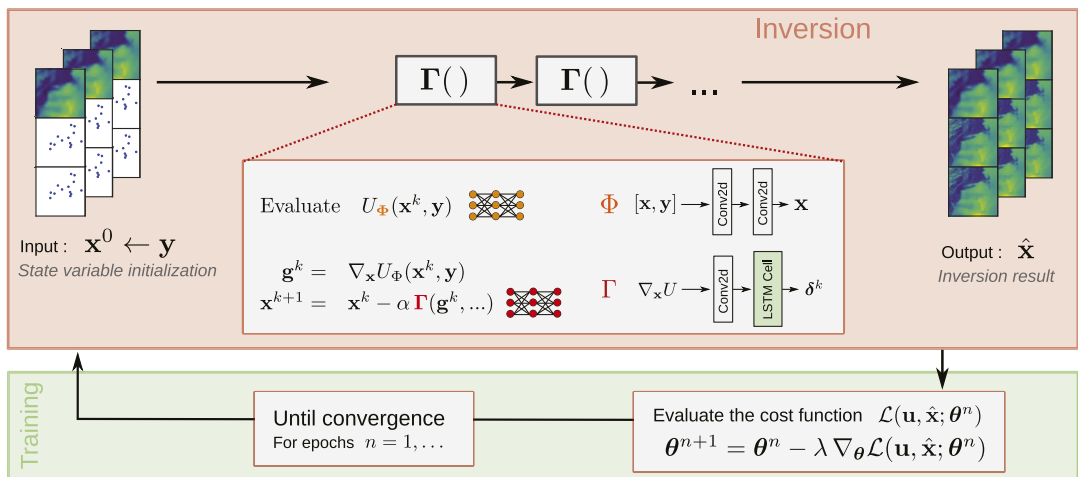 Inversion
Γ( ) Γ( ) ...
Evaluate U_Φ(x^k, y)
Φ [x, y] Conv2d Conv2d x
Input : x^0 ← y
State variable initialization
g^k = ∇_x U_Φ(x^k, y)
x^{k+1} = x^k − α Γ(g^k, ...)
Γ ∇_x U Conv2d LSTM Cell δ^k
Output : x̂
Inversion result
Training
Until convergence
For epochs n = 1, . . .
Evaluate the cost function ℒ(u, x̂; θ^n)
θ^{n+1} = θ^n − λ ∇_θ ℒ(u, x̂; θ^n)